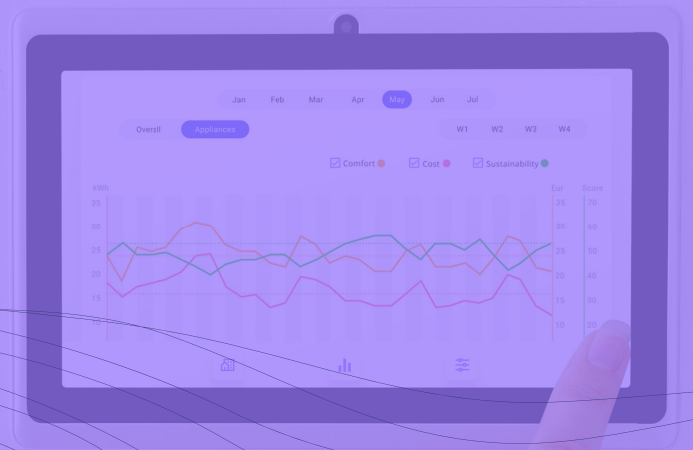 Jan Feb Mar Apr May Jun Jul
Overall Appliances W1 W2 W3 W4
Comfort Cost Sustainability
kWh Eur Score
35 35 70
30 30 60
25 25 50
20 20 40
15 15 30
10 10 20